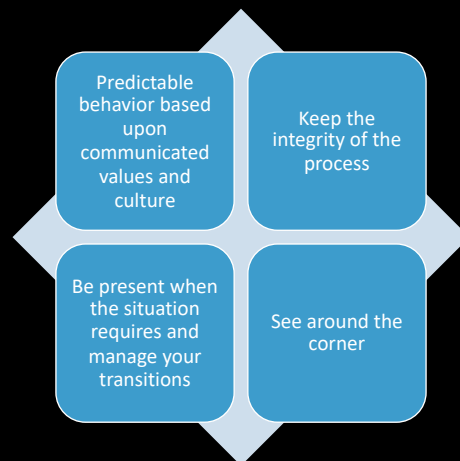 Predictable
behavior based
upon
communicated
values and
culture
Keep the
integrity of the
process
Be present when
the situation
requires and
manage your
transitions
See around the
corner